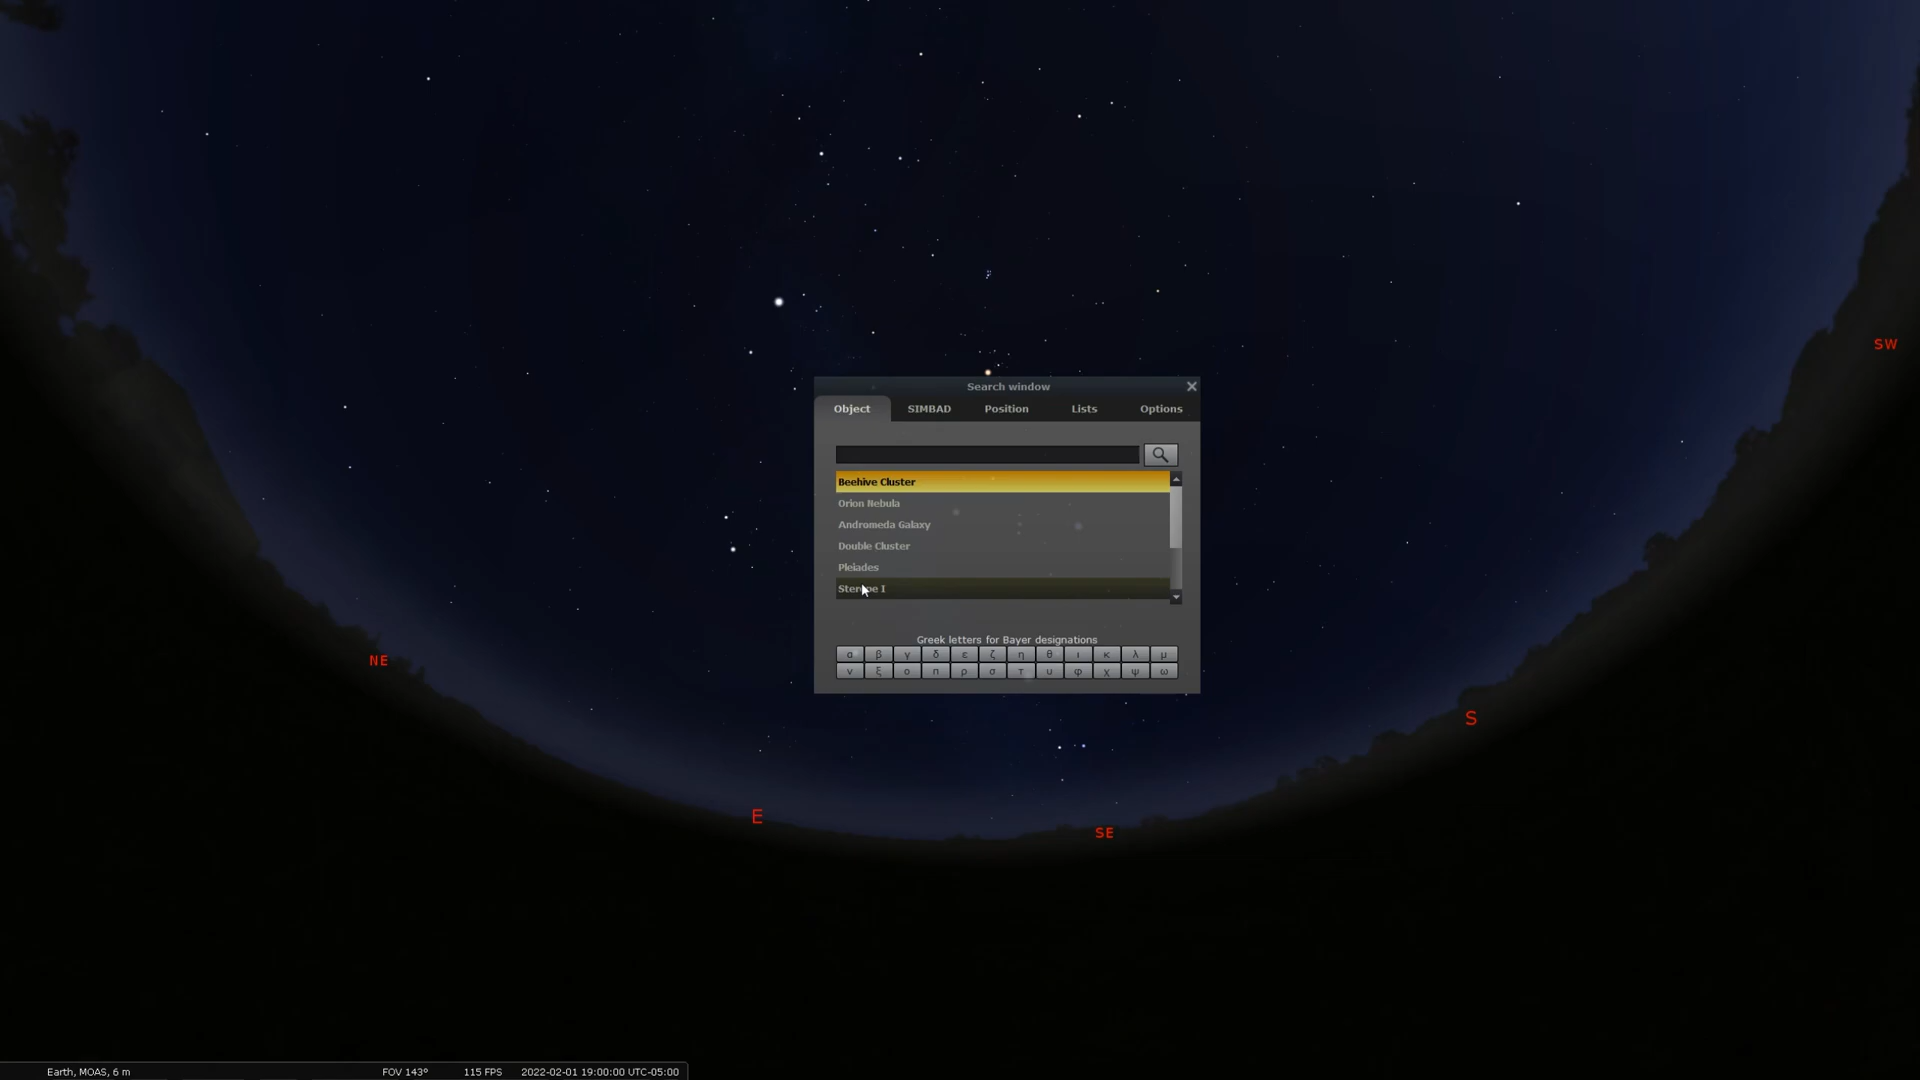 SW
Search window
Object SIMBAD Position Lists Options
Beehive Cluster
Orion Nebula
Andromeda Galaxy
Double Cluster
Pleiades
Sterope I
Greek letters for Bayer designations
α β γ δ ε ζ η θ ι κ λ μ
ν ξ ο π ρ σ τ υ φ χ ψ ω
NE
S
E
SE
Earth, MOAS, 6 m FOV 143° 115 FPS 2022-02-01 19:00:00 UTC-05:00